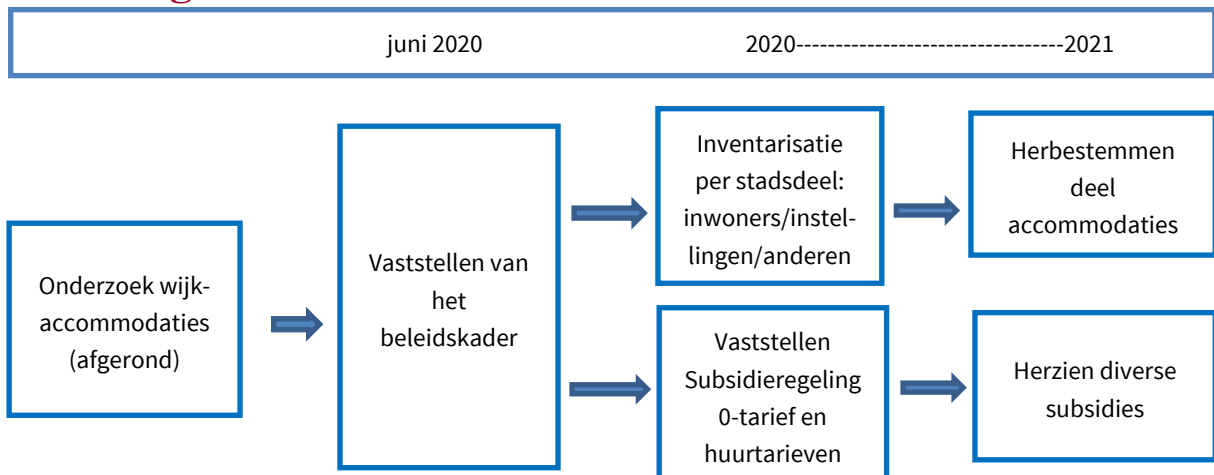 juni 2020
2020----------------------------------2021
Onderzoek wijk-
accommodaties
(afgerond)
Vaststellen van
het
beleidskader
Inventarisatie
per stadsdeel:
inwoners/instel-
lingen/anderen
Herbestemmen
deel
accommodaties
Vaststellen
Subsidieregeling
0-tarief en
huurtarieven
Herzien diverse
subsidies